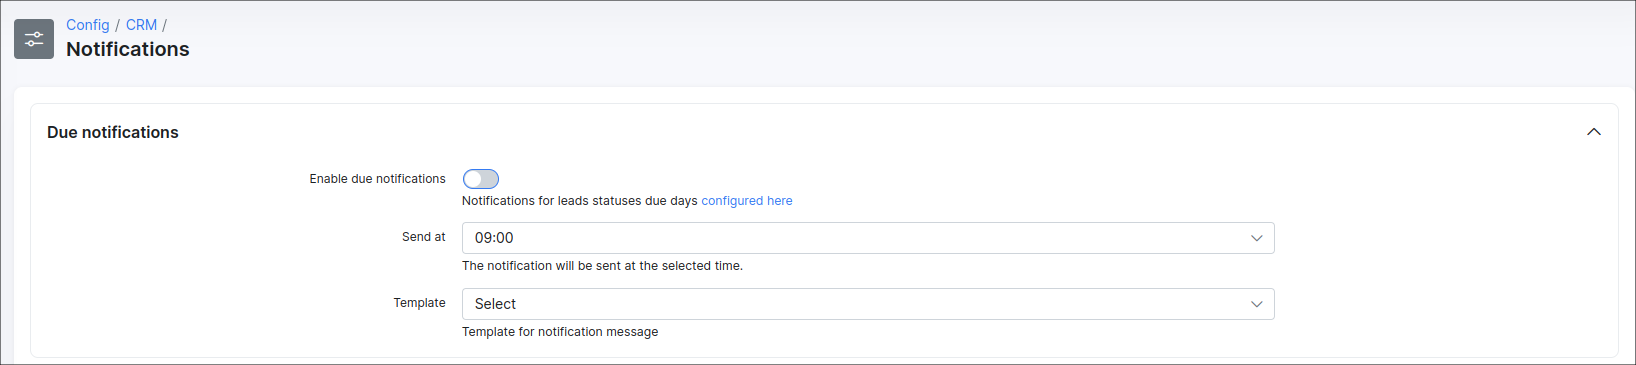 Config / CRM /
Notifications
Due notifications
Enable due notifications
Notifications for leads statuses due days configured here
Send at
09:00
The notification will be sent at the selected time.
Template
Select
Template for notification message